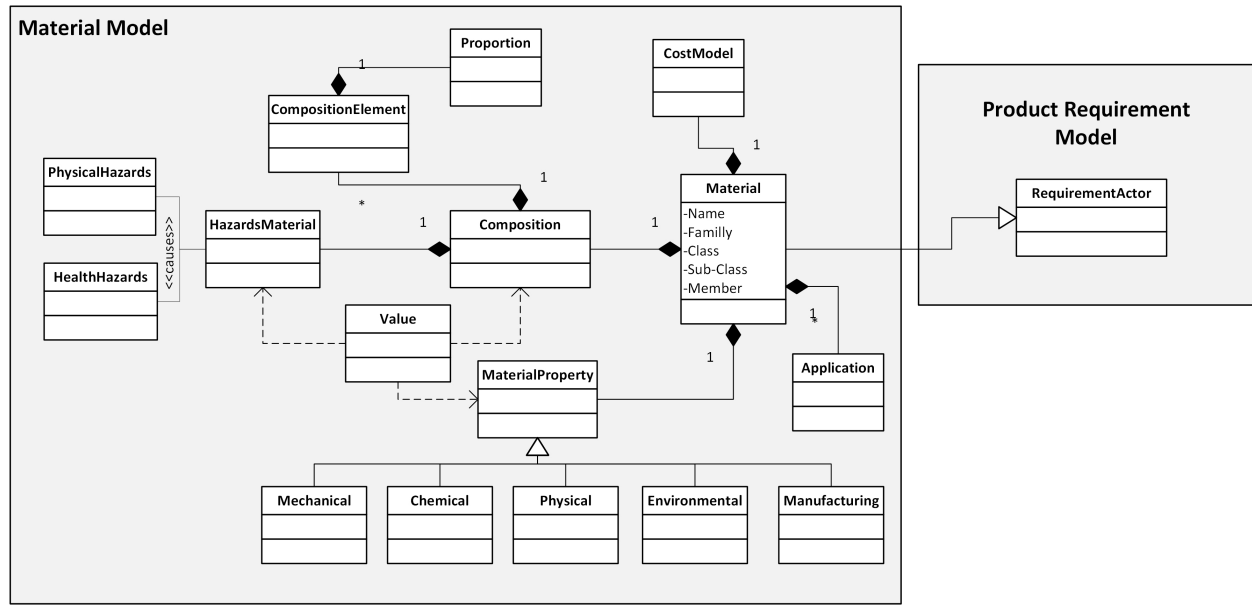 Material Model
Proportion
CostModel
1
CompositionElement
Product Requirement
Model
1
PhysicalHazards
1
Material
RequirementActor
*
HazardsMaterial
1
Composition
1
-Name
-Familly
-Class
-Sub-Class
-Member
<<causes>>
HealthHazards
Value
1
*
1
MaterialProperty
Application
Mechanical
Chemical
Physical
Environmental
Manufacturing